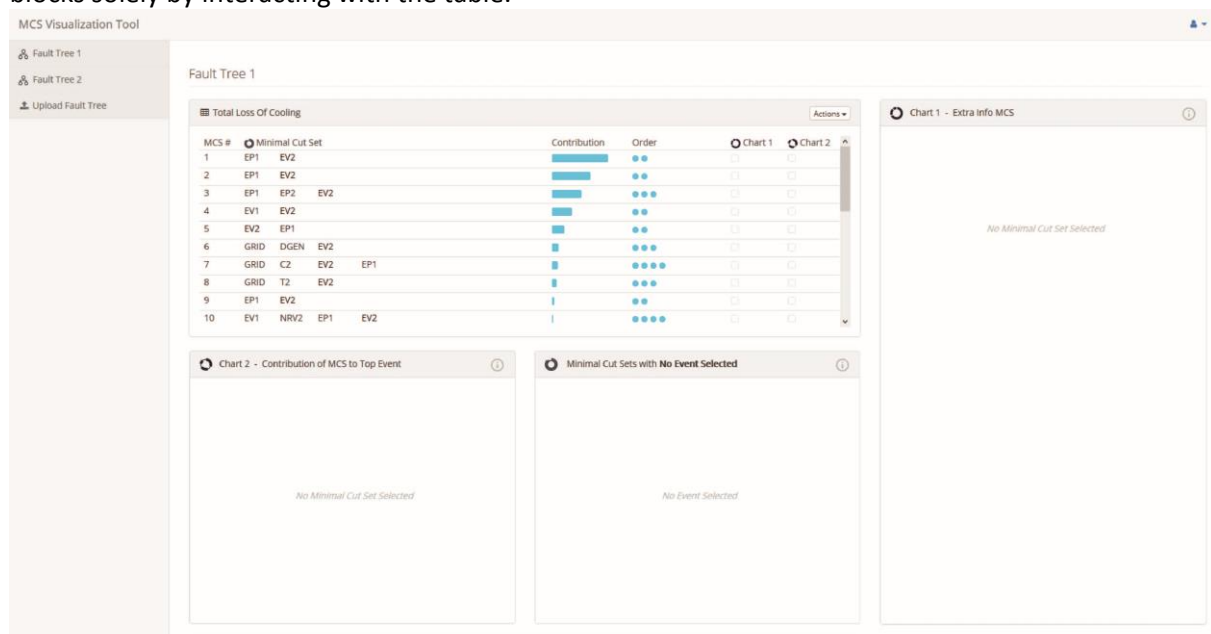 blocks solely by interacting with the table.
MCS Visualization Tool
Fault Tree 1
Fault Tree 2
Upload Fault Tree
Fault Tree 1
Total Loss Of Cooling Actions
MCS # Minimal Cut Set Contribution Order Chart 1 Chart 2
1 EP1 EV2
2 EP1 EV2
3 EP1 EP2 EV2
4 EV1 EV2
5 EV2 EP1
6 GRID DGEN EV2
7 GRID C2 EV2 EP1
8 GRID T2 EV2
9 EP1 EV2
10 EV1 NRV2 EP1 EV2
Chart 1 - Extra Info MCS
No Minimal Cut Set Selected
Chart 2 - Contribution of MCS to Top Event
No Minimal Cut Set Selected
Minimal Cut Sets with No Event Selected
No Event Selected